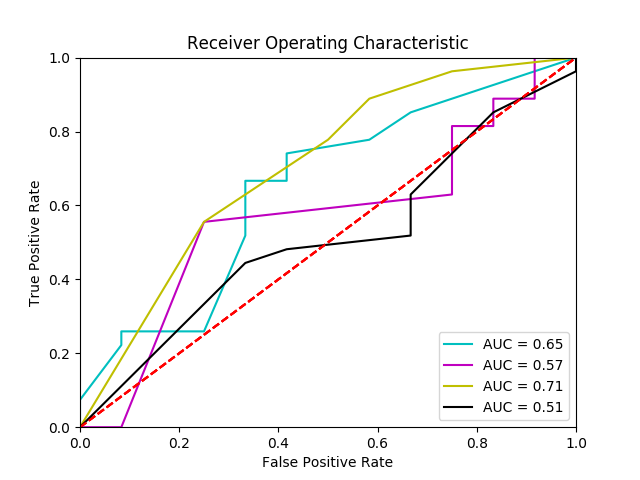 Receiver Operating Characteristic
True Positive Rate
1.0
0.8
0.6
0.4
0.2
0.0
AUC = 0.65
AUC = 0.57
AUC = 0.71
AUC = 0.51
0.0 0.2 0.4 0.6 0.8 1.0
False Positive Rate